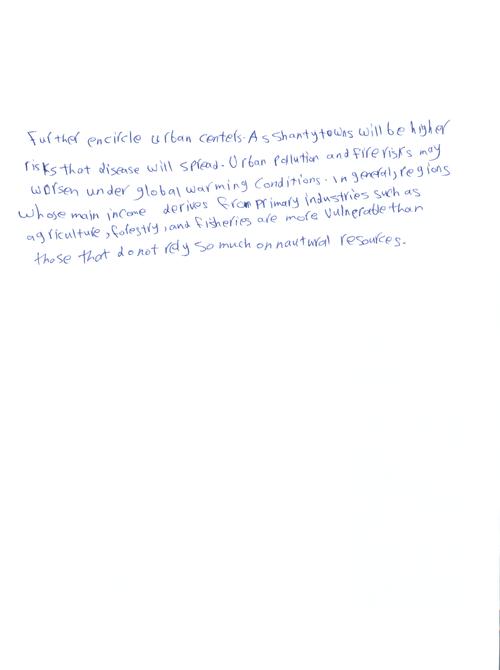 Further encircle urban centers. As shantytowns will be higher
risks that disease will spread. Urban pollution and fire risks may
worsen under global warming conditions. in general, regions
whose main income derives from primary industries such as
agriculture, forestry, and fisheries are more vulnerable than
those that do not rely so much on nautural resources.